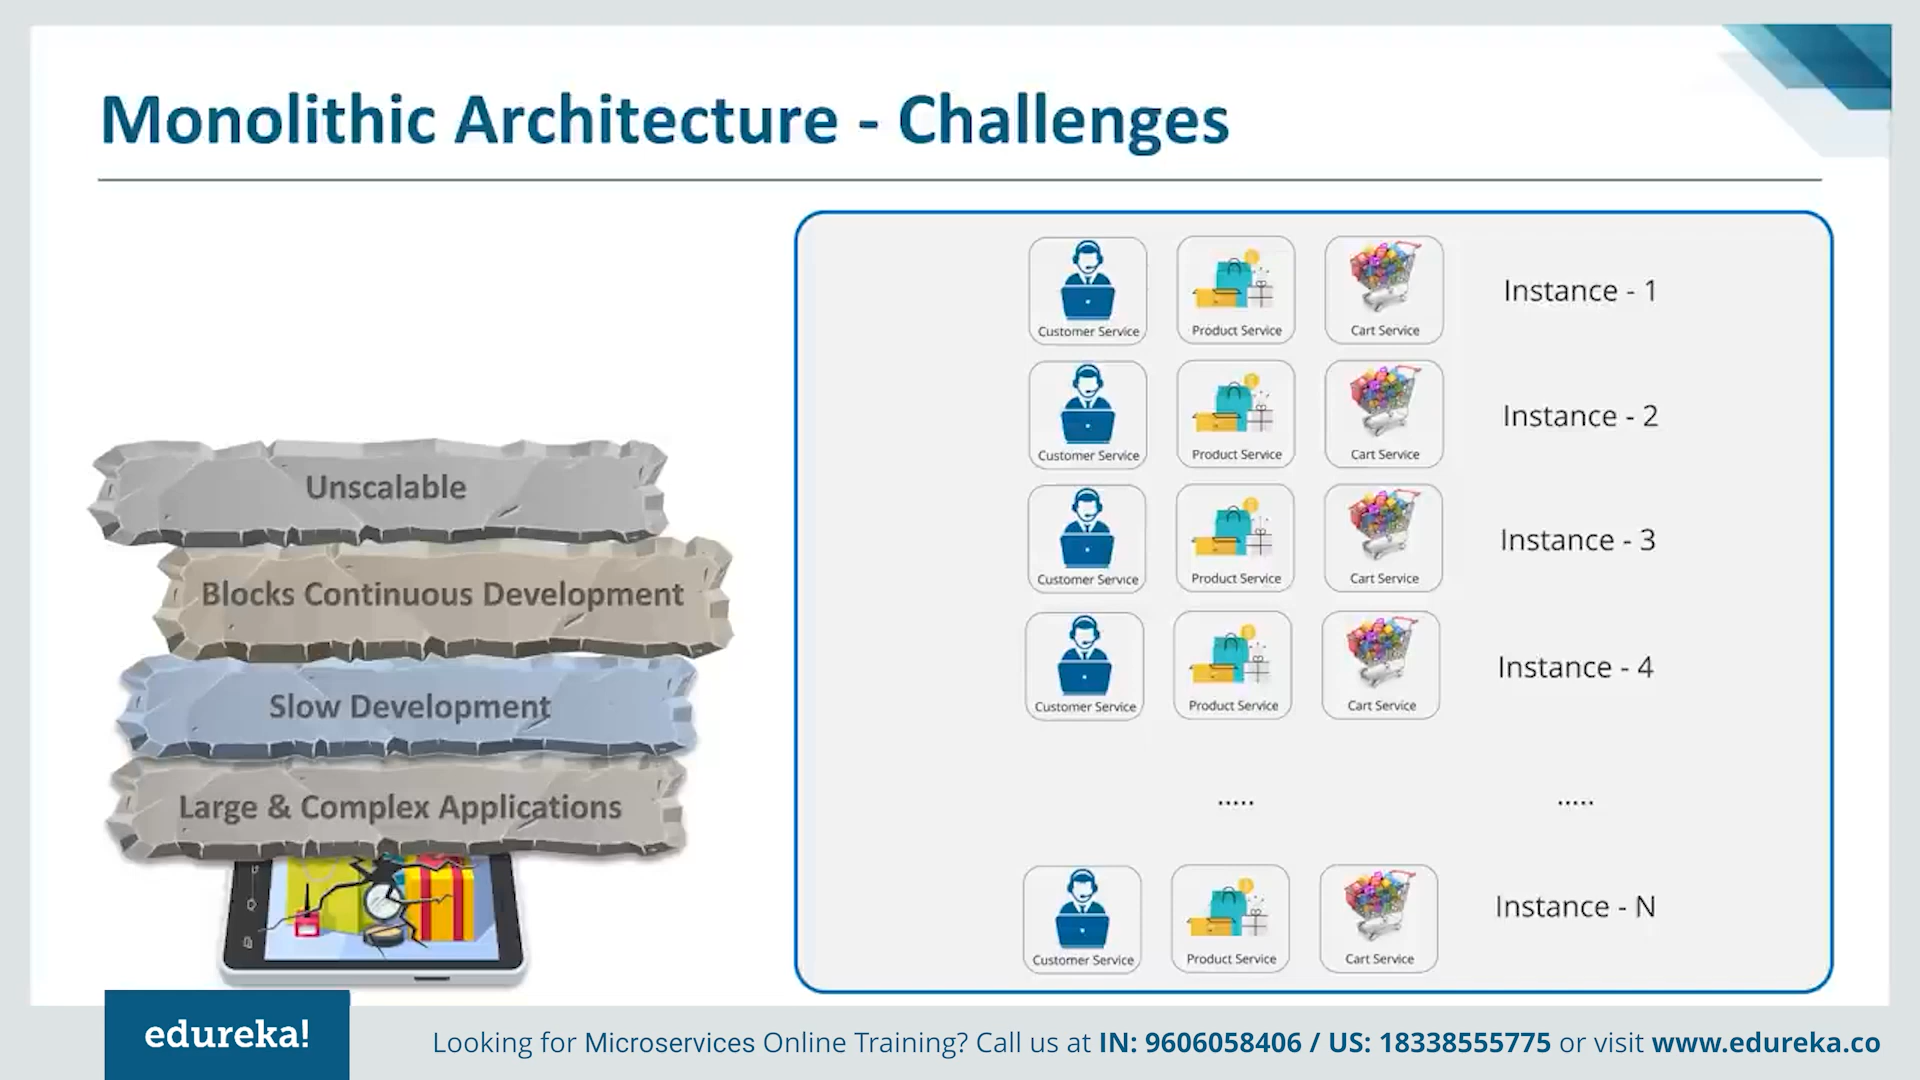 Monolithic Architecture - Challenges
Unscalable
Blocks Continuous Development
Slow Development
Large & Complex Applications
Customer Service Product Service Cart Service Instance - 1
Customer Service Product Service Cart Service Instance - 2
Customer Service Product Service Cart Service Instance - 3
Customer Service Product Service Cart Service Instance - 4
..... .....
Customer Service Product Service Cart Service Instance - N
edureka!
Looking for Microservices Online Training? Call us at IN: 9606058406 / US: 18338555775 or visit www.edureka.co